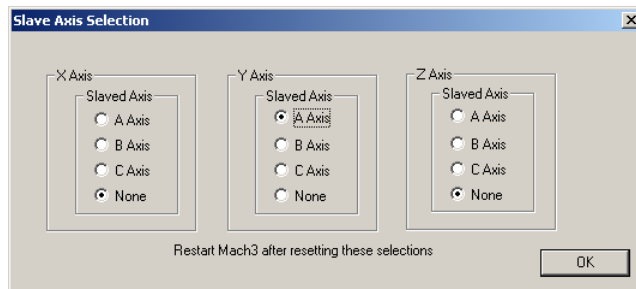 Slave Axis Selection
X Axis
Slaved Axis
A Axis
B Axis
C Axis
None
Y Axis
Slaved Axis
A Axis
B Axis
C Axis
None
Z Axis
Slaved Axis
A Axis
B Axis
C Axis
None
Restart Mach3 after resetting these selections
OK